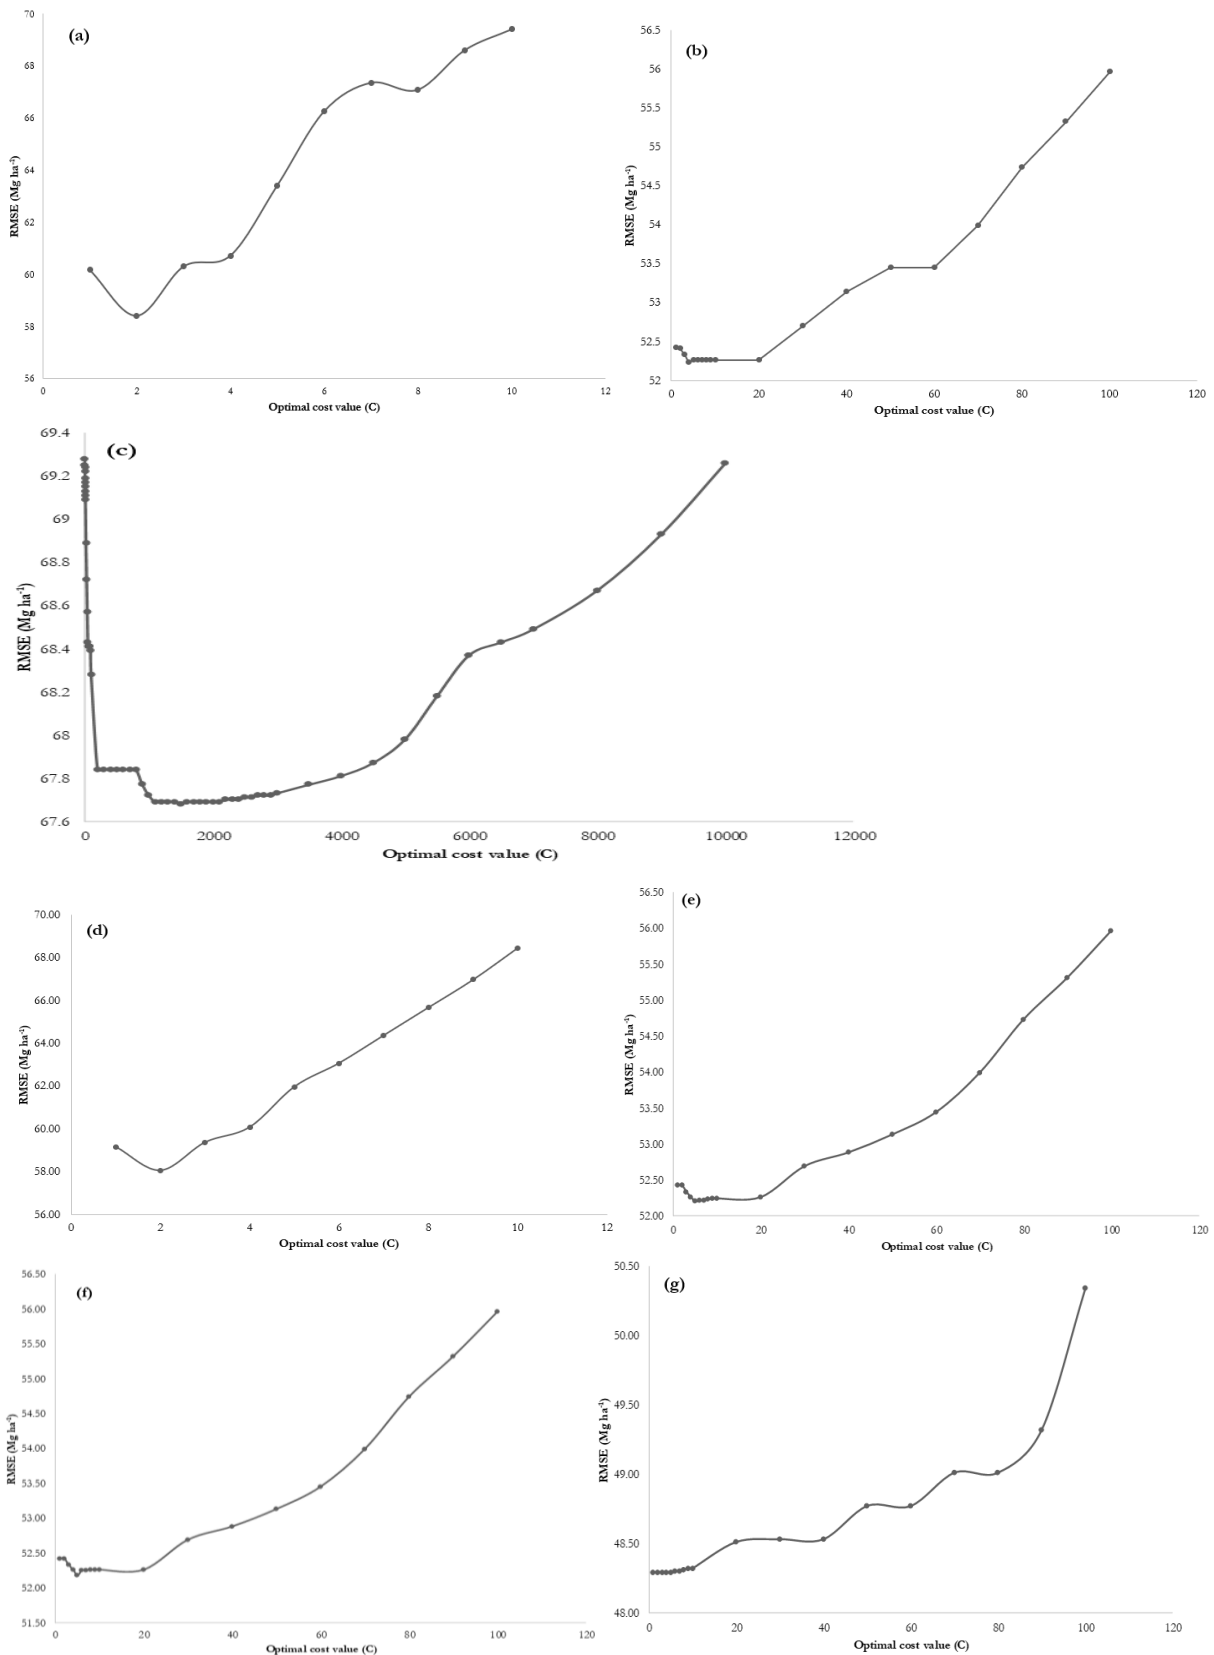 (a)
70
68
66
64
62
60
58
56
0 2 4 6 8 10 12
RMSE (Mg ha⁻¹)
Optimal cost value (C)
(b)
56.5
56
55.5
55
54.5
54
53.5
53
52.5
52
0 20 40 60 80 100 120
RMSE (Mg ha⁻¹)
Optimal cost value (C)
(c)
69.4
69.2
69
68.8
68.6
68.4
68.2
68
67.8
67.6
0 2000 4000 6000 8000 10000 12000
RMSE (Mg ha⁻¹)
Optimal cost value (C)
(d)
70.00
68.00
66.00
64.00
62.00
60.00
58.00
56.00
0 2 4 6 8 10 12
RMSE (Mg ha⁻¹)
Optimal cost value (C)
(e)
56.50
56.00
55.50
55.00
54.50
54.00
53.50
53.00
52.50
52.00
0 20 40 60 80 100 120
RMSE (Mg ha⁻¹)
Optimal cost value (C)
(f)
56.50
56.00
55.50
55.00
54.50
54.00
53.50
53.00
52.50
52.00
51.50
0 20 40 60 80 100 120
RMSE (Mg ha⁻¹)
Optimal cost value (C)
(g)
50.50
50.00
49.50
49.00
48.50
48.00
0 20 40 60 80 100 120
RMSE (Mg ha⁻¹)
Optimal cost value (C)